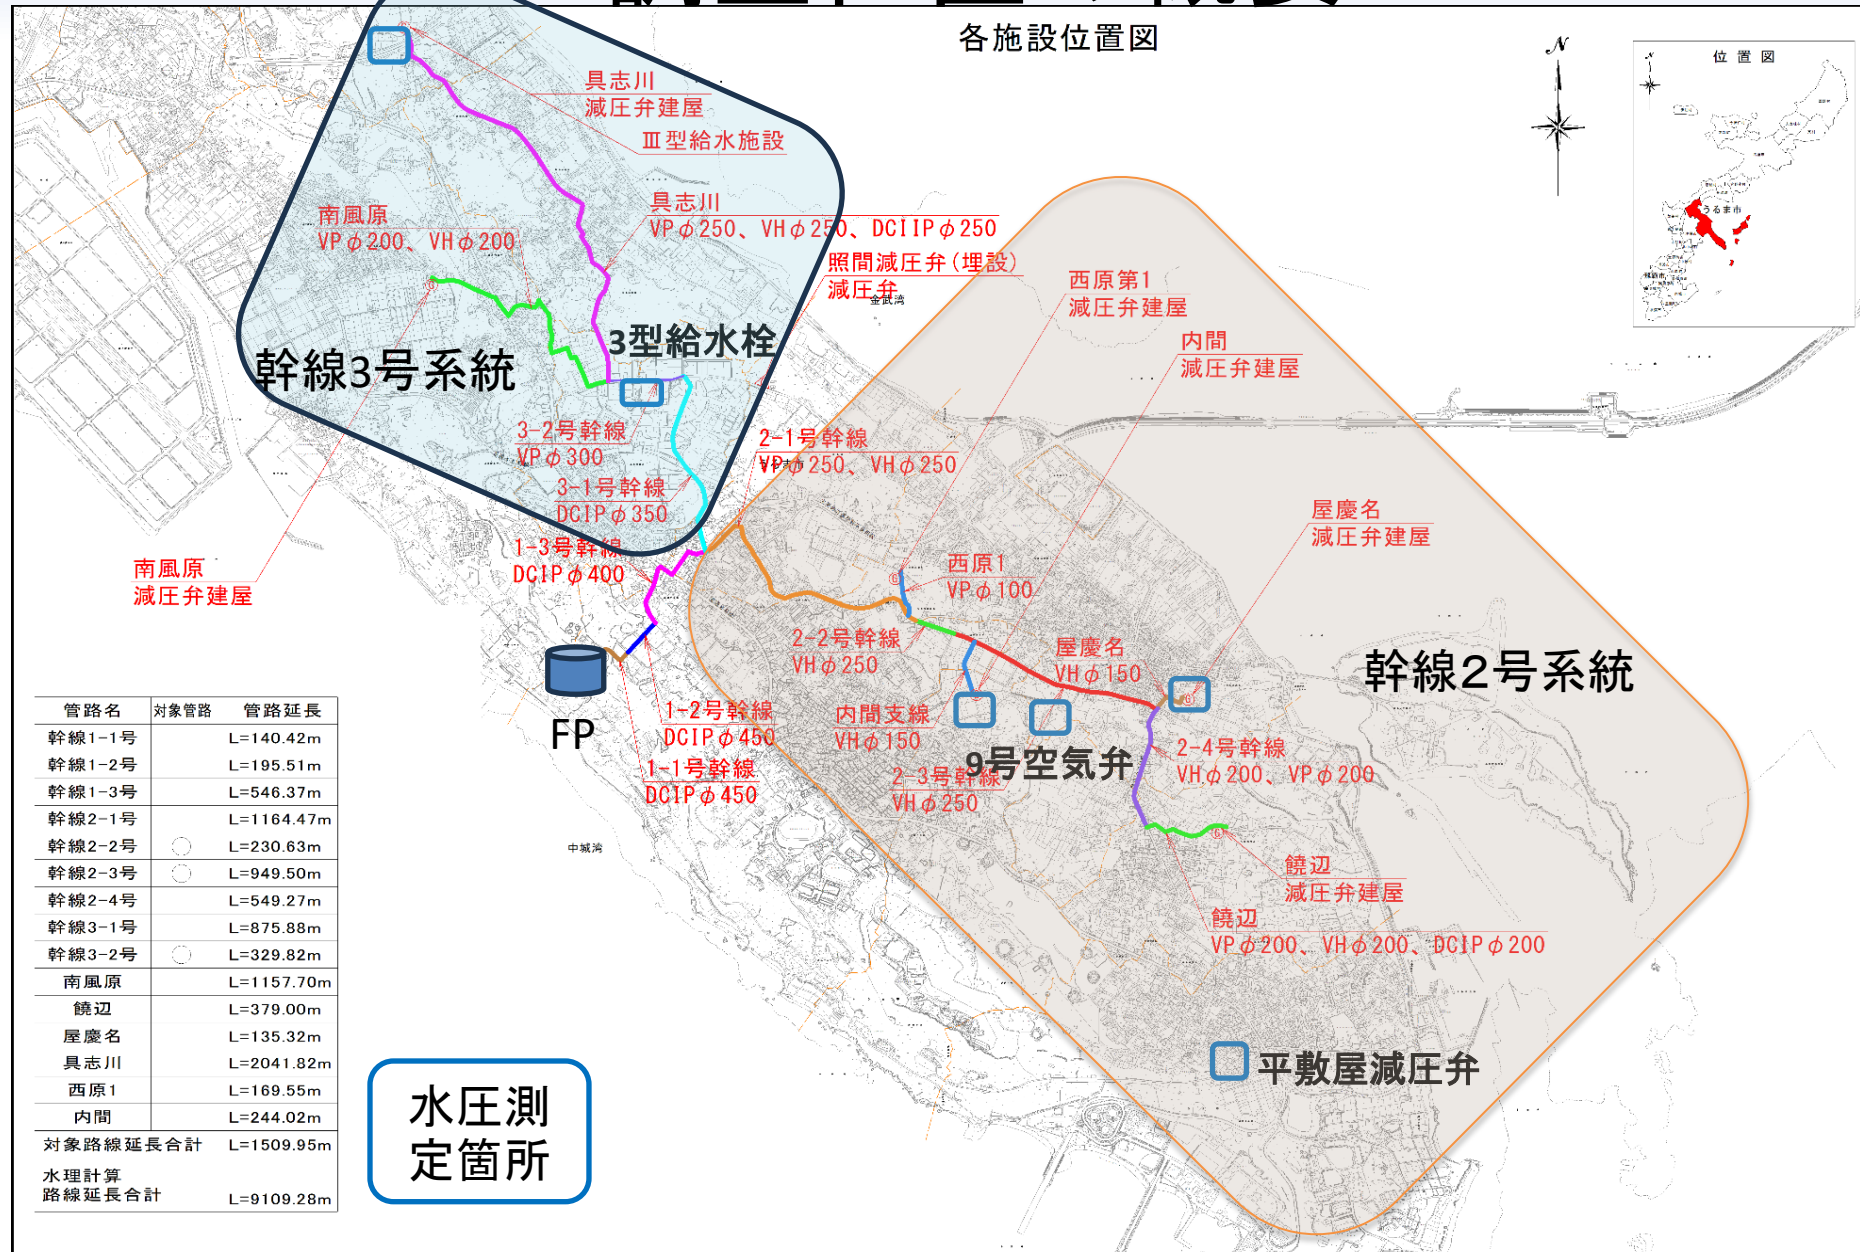 各施設位置図
N
位置図
N
うるま市
具志川
減圧弁建屋
Ⅲ型給水施設
南風原
VPφ200、VHφ200
具志川
VPφ250、VHφ250、DCIIPφ250
照間減圧弁(埋設)
減圧弁
金武湾
西原第1
減圧弁建屋
内間
減圧弁建屋
3型給水栓
幹線3号系統
3-2号幹線
VPφ300
3-1号幹線
DCIPφ350
2-1号幹線
VPφ250、VHφ250
1-3号幹線
DCIPφ400
南風原
減圧弁建屋
屋慶名
減圧弁建屋
西原1
VPφ100
2-2号幹線
VHφ250
屋慶名
VHφ150
幹線2号系統
FP
1-2号幹線
DCIPφ450
1-1号幹線
DCIPφ450
内間支線
VHφ150
9号空気弁
2-3号幹線
VHφ250
2-4号幹線
VHφ200、VPφ200
中城湾
饒辺
減圧弁建屋
饒辺
VPφ200、VHφ200、DCIPφ200
平敷屋減圧弁
管路名 対象管路 管路延長
幹線1-1号 L=140.42m
幹線1-2号 L=195.51m
幹線1-3号 L=546.37m
幹線2-1号 L=1164.47m
幹線2-2号 ○ L=230.63m
幹線2-3号 ○ L=949.50m
幹線2-4号 L=549.27m
幹線3-1号 L=875.88m
幹線3-2号 ○ L=329.82m
南風原 L=1157.70m
饒辺 L=379.00m
屋慶名 L=135.32m
具志川 L=2041.82m
西原1 L=169.55m
内間 L=244.02m
対象路線延長合計 L=1509.95m
水理計算
路線延長合計 L=9109.28m
水圧測
定箇所